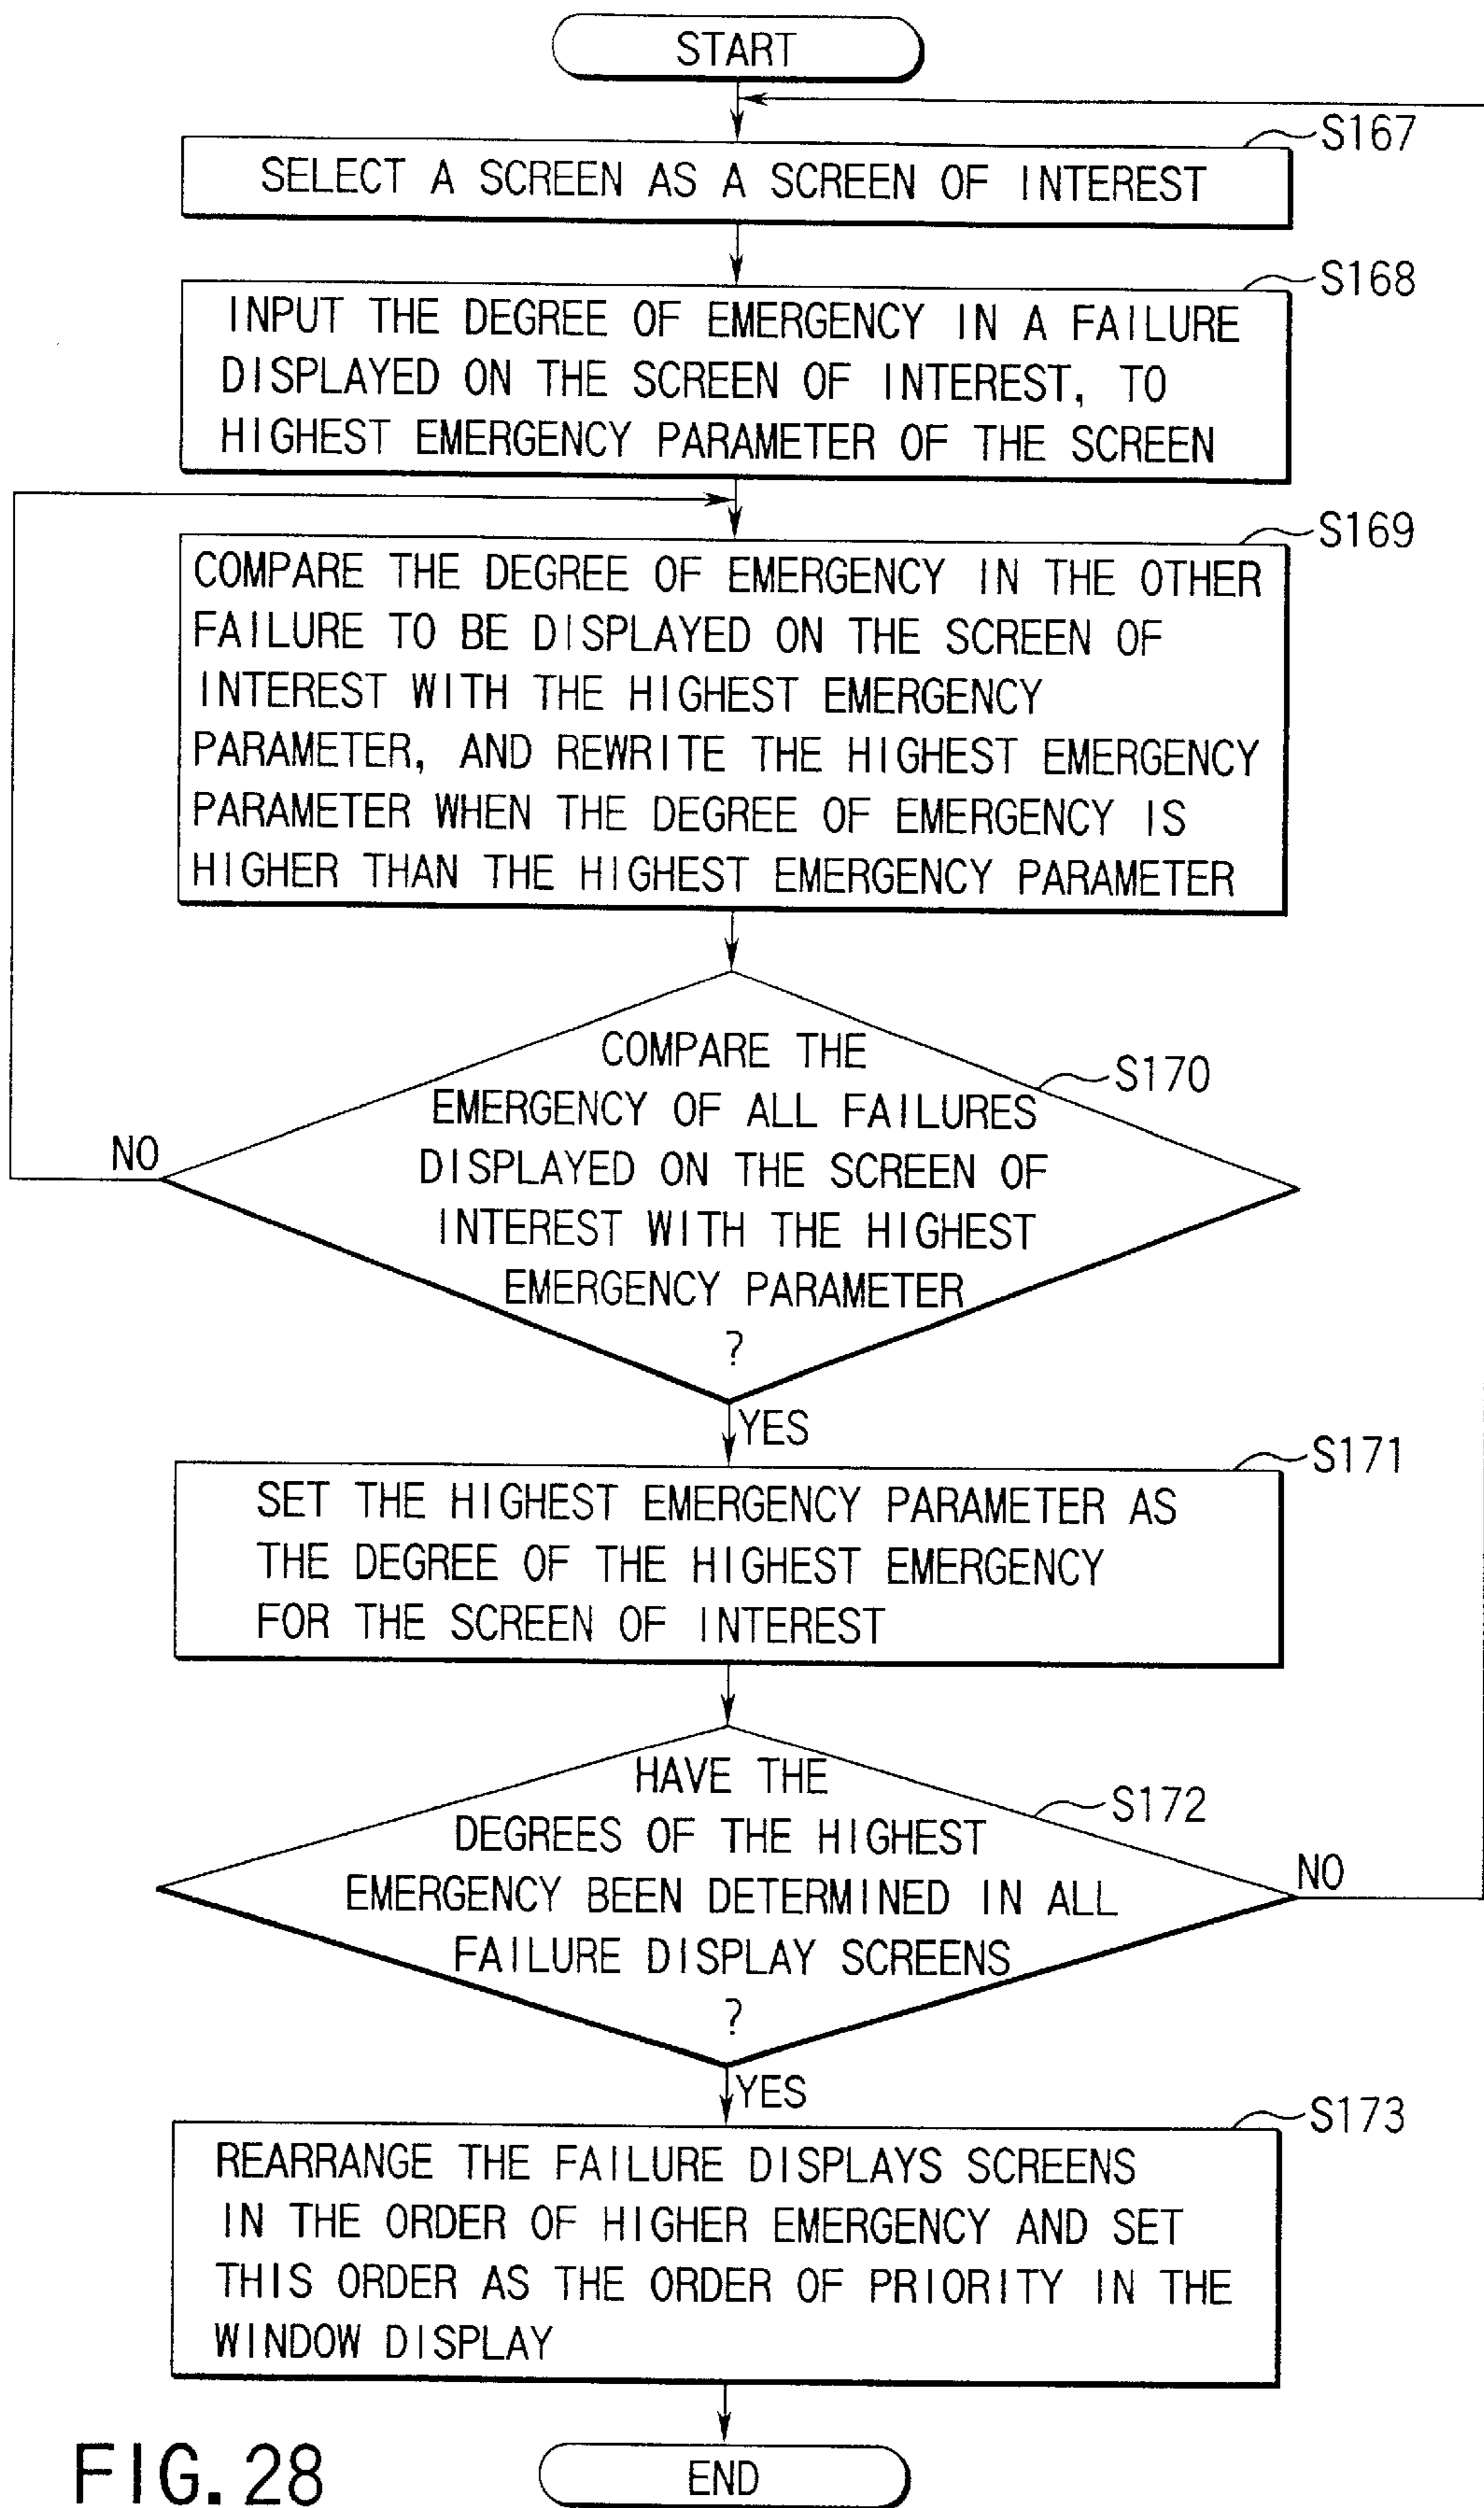 START
S167
SELECT A SCREEN AS A SCREEN OF INTEREST
S168
INPUT THE DEGREE OF EMERGENCY IN A FAILURE
DISPLAYED ON THE SCREEN OF INTEREST, TO
HIGHEST EMERGENCY PARAMETER OF THE SCREEN
S169
COMPARE THE DEGREE OF EMERGENCY IN THE OTHER
FAILURE TO BE DISPLAYED ON THE SCREEN OF
INTEREST WITH THE HIGHEST EMERGENCY
PARAMETER, AND REWRITE THE HIGHEST EMERGENCY
PARAMETER WHEN THE DEGREE OF EMERGENCY IS
HIGHER THAN THE HIGHEST EMERGENCY PARAMETER
S170
COMPARE THE
EMERGENCY OF ALL FAILURES
DISPLAYED ON THE SCREEN OF
INTEREST WITH THE HIGHEST
EMERGENCY PARAMETER
?
NO
YES
S171
SET THE HIGHEST EMERGENCY PARAMETER AS
THE DEGREE OF THE HIGHEST EMERGENCY
FOR THE SCREEN OF INTEREST
S172
HAVE THE
DEGREES OF THE HIGHEST
EMERGENCY BEEN DETERMINED IN ALL
FAILURE DISPLAY SCREENS
?
NO
YES
S173
REARRANGE THE FAILURE DISPLAYS SCREENS
IN THE ORDER OF HIGHER EMERGENCY AND SET
THIS ORDER AS THE ORDER OF PRIORITY IN THE
WINDOW DISPLAY
END
FIG. 28